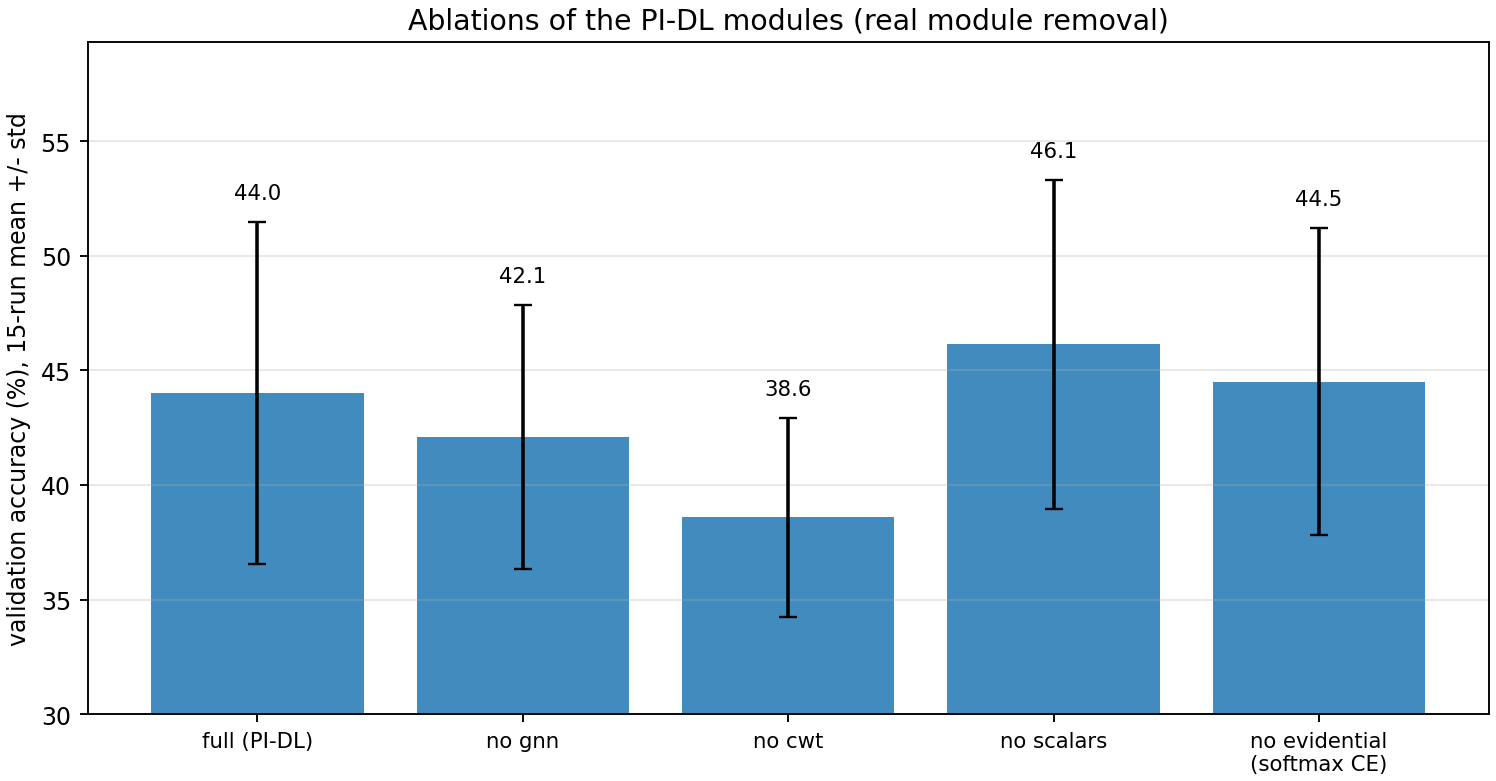 Ablations of the PI-DL modules (real module removal)
validation accuracy (%), 15-run mean +/- std
55
50
45
40
35
30
44.0
42.1
38.6
46.1
44.5
full (PI-DL)
no gnn
no cwt
no scalars
no evidential
(softmax CE)